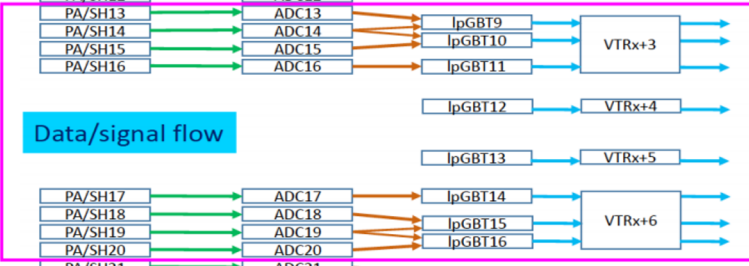 PA/SH13 ADC13 lpGBT9
PA/SH14 ADC14 lpGBT10 VTRx+3
PA/SH15 ADC15
PA/SH16 ADC16 lpGBT11
lpGBT12 VTRx+4
Data/signal flow
lpGBT13 VTRx+5
PA/SH17 ADC17 lpGBT14
PA/SH18 ADC18 lpGBT15 VTRx+6
PA/SH19 ADC19 lpGBT16
PA/SH20 ADC20